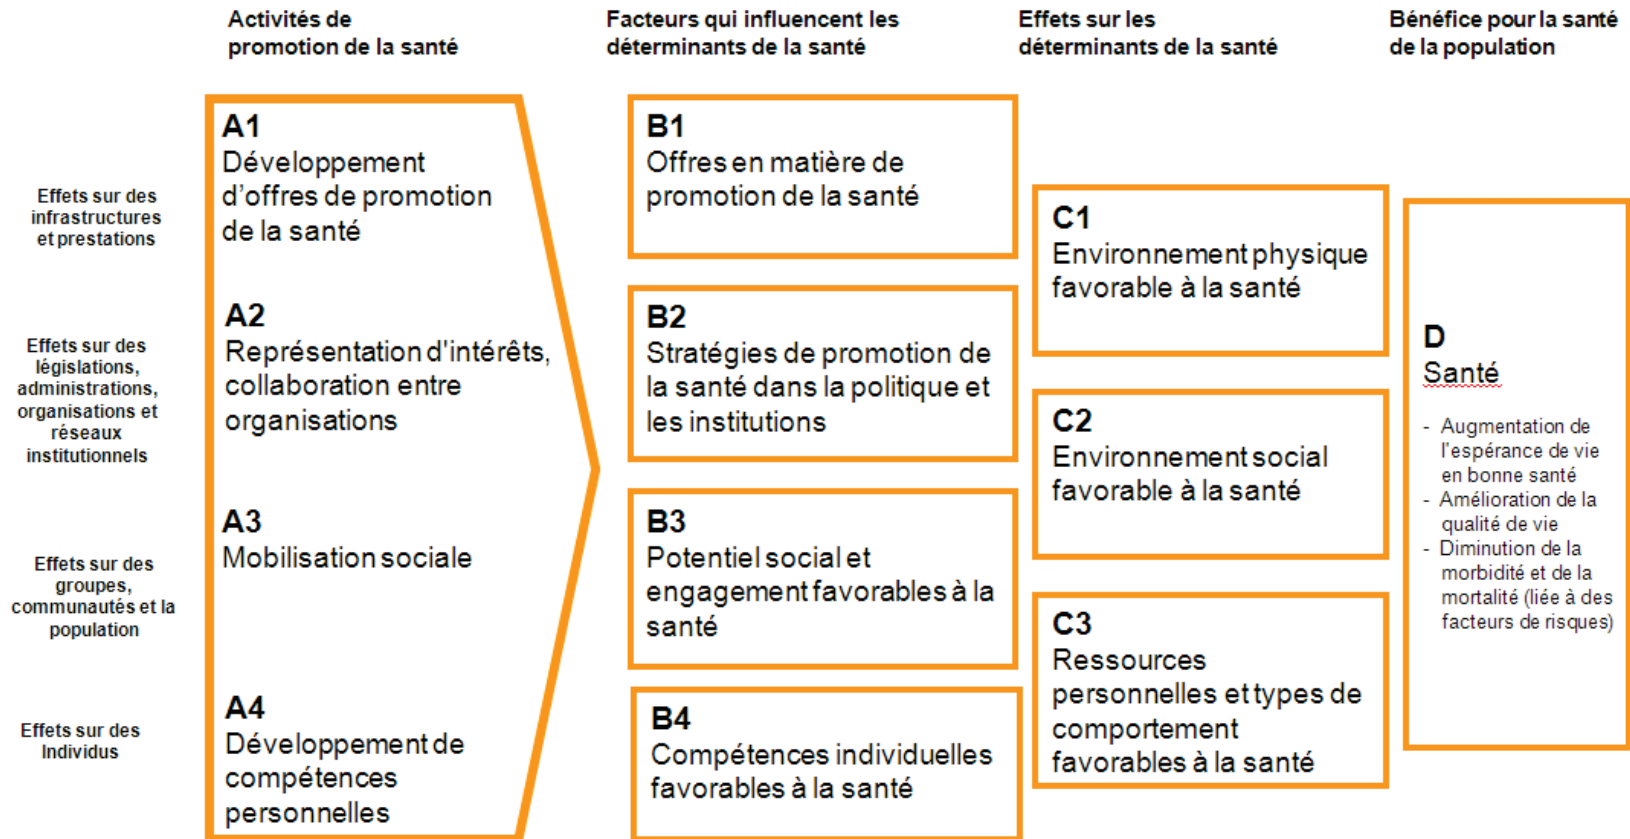 Activités de
promotion de la santé
Facteurs qui influencent les
déterminants de la santé
Effets sur les
déterminants de la santé
Bénéfice pour la santé
de la population
Effets sur des
infrastructures
et prestations
Effets sur des
législations,
administrations,
organisations et
réseaux
institutionnels
Effets sur des
groupes,
communautés et la
population
Effets sur des
Individus
A1
Développement
d'offres de promotion
de la santé
A2
Représentation d'intérêts,
collaboration entre
organisations
A3
Mobilisation sociale
A4
Développement de
compétences
personnelles
B1
Offres en matière de
promotion de la santé
B2
Stratégies de promotion de
la santé dans la politique et
les institutions
B3
Potentiel social et
engagement favorables à la
santé
B4
Compétences individuelles
favorables à la santé
C1
Environnement physique
favorable à la santé
C2
Environnement social
favorable à la santé
C3
Ressources
personnelles et types de
comportement
favorables à la santé
D
Santé
- Augmentation de
l'espérance de vie
en bonne santé
- Amélioration de la
qualité de vie
- Diminution de la
morbidité et de la
mortalité (liée à des
facteurs de risques)